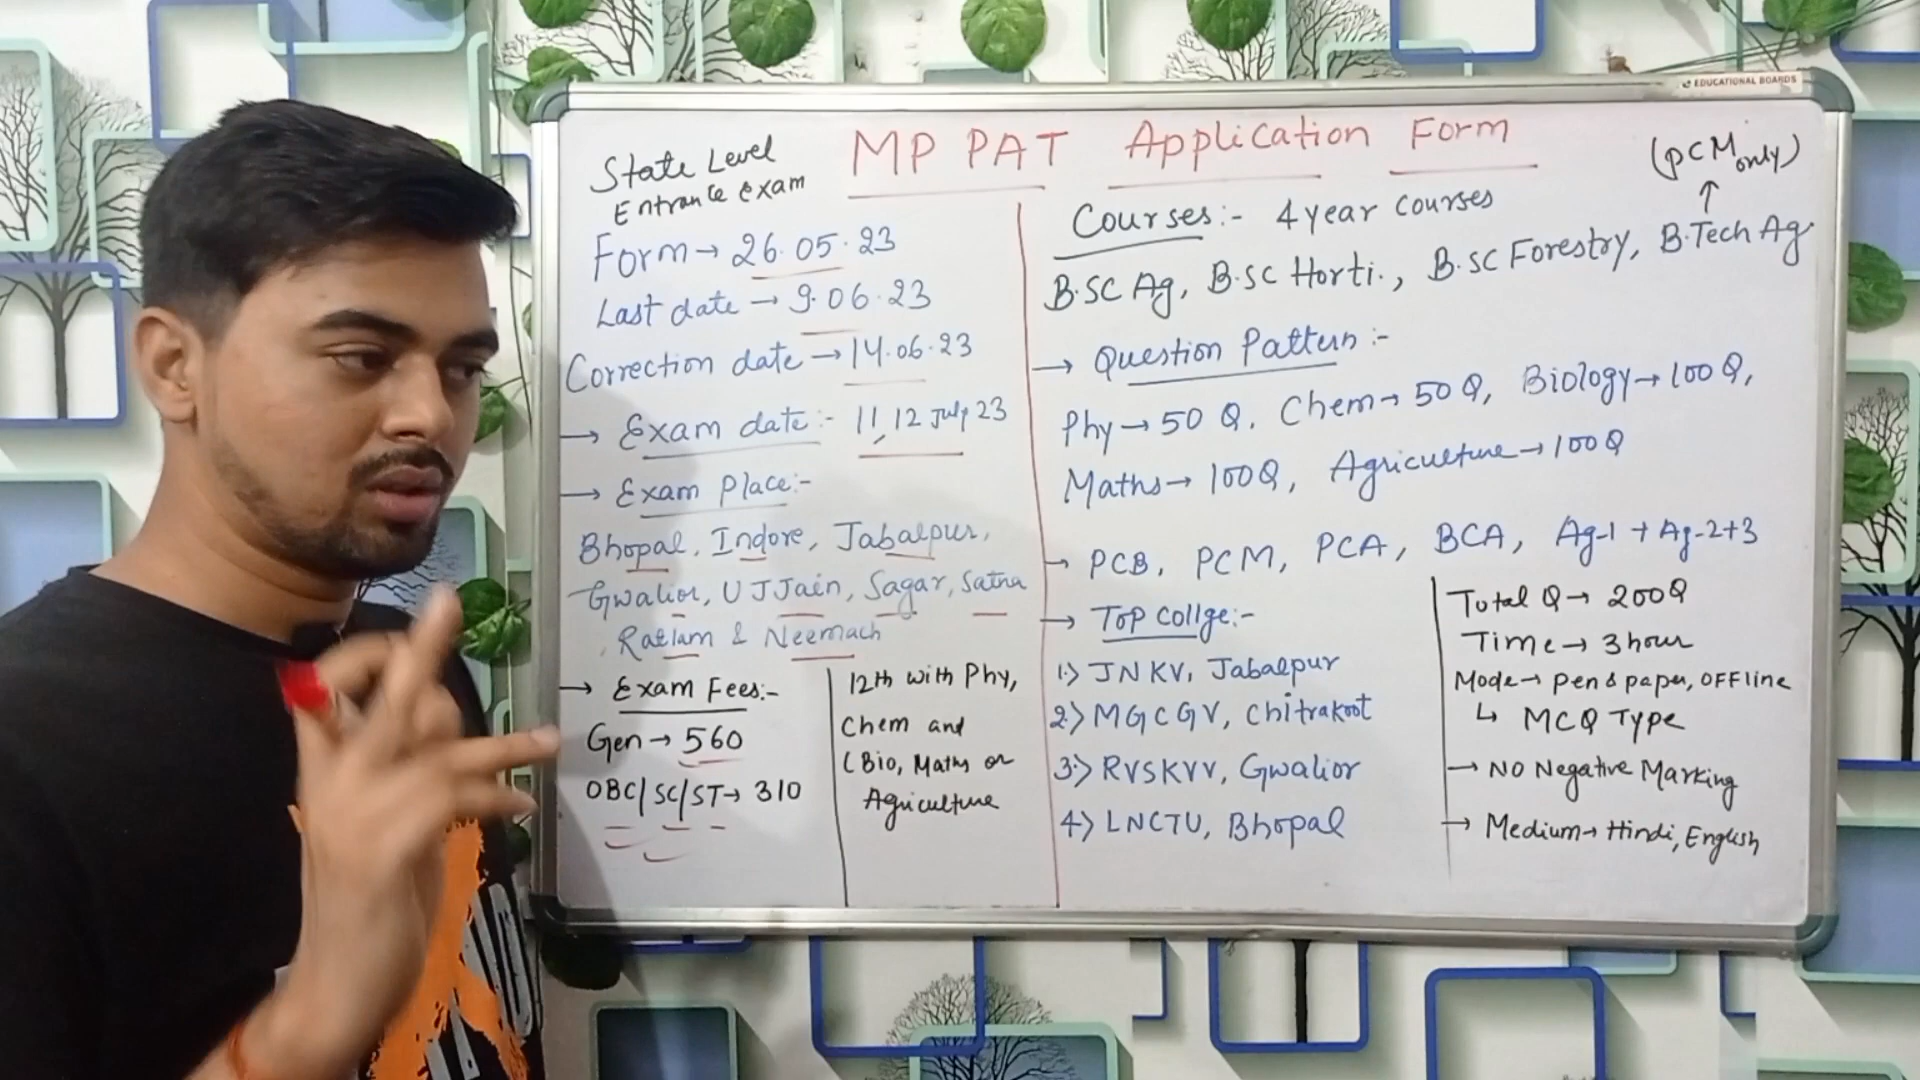 EDUCATIONAL BOARDS
State Level
Entrance exam
MP PAT Application Form
(PCM only)
Form → 26.05.23
Last date → 9.06.23
Correction date → 14.06.23
→ Exam date:- 11, 12 July 23
→ Exam Place:-
Bhopal, Indore, Jabalpur,
Gwalior, UJJain, Sagar, Satna
, Ratlam & Neemach
→ Exam Fees:-
Gen → 560
OBC/SC/ST → 310
12th with Phy,
Chem and
(Bio, Maths or
Agriculture
Courses:- 4 year courses
B.SC Ag, B.SC Horti., B.SC Forestry, B.Tech Ag.
→ Question Pattern:-
Phy → 50 Q, Chem → 50 Q, Biology → 100 Q,
Maths → 100Q, Agriculture → 100Q
→ PCB, PCM, PCA, BCA, Ag-1 + Ag-2+3
→ Top Collge:-
1.) JNKV, Jabalpur
2) MGCGV, Chitrakoot
3.) RVSKVV, Gwalior
4) LNCTU, Bhopal
Total Q → 200Q
Time → 3 hour
Mode → Pen & paper, OFFline
↳ MCQ Type
→ NO Negative Marking
→ Medium → Hindi, English